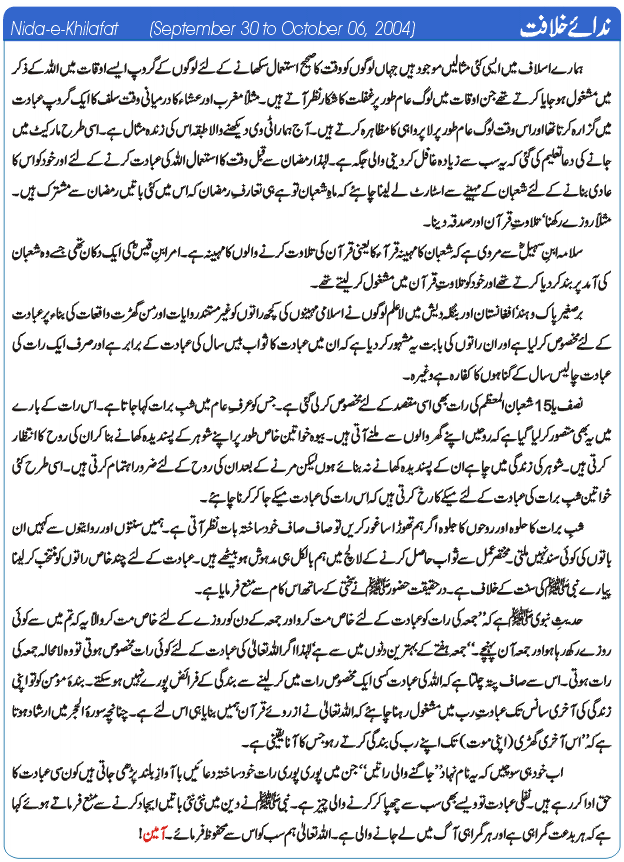 Nida-e-Khilafat (September 30 to October 06, 2004) ندائے خلافت
ہمارے اسلاف میں ایسی کئی مثالیں موجود ہیں جہاں لوگوں کو وقت کا صحیح استعمال سکھانے کے لئے لوگوں کے گروپ ایسے اوقات میں اللہ کے ذکر
میں مشغول ہو جایا کرتے تھے جن اوقات میں لوگ عام طور پر غفلت کا شکار نظر آتے ہیں۔ مثلاً مغرب اور عشاء کا درمیانی وقت سلف کا ایک گروپ عبادت
میں گزارہ کرتا تھا اور اس وقت لوگ عام طور پر لاپرواہی کا مظاہرہ کرتے ہیں۔ آج ہمارا ٹی وی دیکھنے والا طبقہ اس کی زندہ مثال ہے۔ اسی طرح مارکیٹ میں
جانے کی دعا تعلیم کی گئی کہ یہ سب سے زیادہ غافل کر دینی والی جگہ ہے۔ لہٰذا رمضان سے قبل وقت کا استعمال اللہ کی عبادت کرنے کے لئے اور خود کو اس کا
عادی بنانے کے لئے شعبان کے مہینے سے اسٹارٹ لے لینا چاہئے کہ ماہِ شعبان تو ہے ہی تعارفِ رمضان کہ اس میں کئی باتیں رمضان سے مشترک ہیں۔
مثلاً روزے رکھنا‘ تلاوتِ قرآن اور صدقہ دینا۔
سلامہ ابنِ سہیلؒ سے مروی ہے کہ شعبان کا مہینہ قراء کا یعنی قرآن کی تلاوت کرنے والوں کا مہینہ ہے۔ امر ابنِ قیسؒ کی ایک دکان تھی جسے وہ شعبان
کی آمد پر بند کر دیا کرتے تھے اور خود کو تلاوتِ قرآن میں مشغول کر لیتے تھے۔
برصغیر پاک و ہند‘ افغانستان اور بنگلہ دیش میں لاعلم لوگوں نے اسلامی مہینوں کی کچھ راتوں کو غیر مستند روایات اور من گھڑت واقعات کی بناء پر عبادت
کے لئے مخصوص کر لیا ہے اور ان راتوں کی بابت یہ مشہور کر دیا ہے کہ ان میں عبادت کا ثواب بیس سال کی عبادت کے برابر ہے اور صرف ایک رات کی
عبادت چالیس سال کے گناہوں کا کفارہ ہے وغیرہ۔
نصف یا 15 شعبان المعظم کی رات بھی اسی مقصد کے لئے مخصوص کر لی گئی ہے۔ جس کو عرفِ عام میں شبِ برات کہا جاتا ہے۔ اس رات کے بارے
میں یہ بھی متصور کر لیا گیا ہے کہ روحیں اپنے گھر والوں سے ملنے آتی ہیں۔ بیوہ خواتین خاص طور پر اپنے شوہر کے پسندیدہ کھانے بنا کر ان کی روح کا انتظار
کرتی ہیں۔ شوہر کی زندگی میں چاہے ان کے پسندیدہ کھانے نہ بنائے ہوں لیکن مرنے کے بعد ان کی روح کے لئے ضرور اہتمام کرتی ہیں۔ اسی طرح کئی
خواتین شبِ برات کی عبادت کے لئے میکے کا رخ کرتی ہیں کہ اس رات کی عبادت میکے جا کر کرنا چاہئے۔
شبِ برات کا حلوہ اور روحوں کا جلوہ اگر ہم تھوڑا سا غور کریں تو صاف صاف خود ساختہ بات نظر آتی ہے۔ ہمیں سنتوں اور روایتوں سے کہیں ان
باتوں کی کوئی سند نہیں ملتی۔ مختصر عمل سے ثواب حاصل کرنے کے لالچ میں ہم بالکل ہی مدہوش ہو بیٹھے ہیں۔ عبادت کے لئے چند خاص راتوں کو منتخب کر لینا
پیارے نبی ﷺ کی سنت کے خلاف ہے۔ درحقیقت حضور ﷺ نے سختی کے ساتھ اس کام سے منع فرمایا ہے۔
حدیثِ نبوی ﷺ ہے کہ ’’جمعہ کی رات کو عبادت کے لئے خاص مت کرو اور جمعہ کے دن کو روزے کے لئے خاص مت کرو الّا یہ کہ تم میں سے کوئی
روزے رکھ رہا ہو اور جمعہ آن پہنچے۔‘‘ جمعہ ہفتے کے بہترین دنوں میں سے ہے‘ لہٰذا اگر اللہ تعالیٰ کی عبادت کے لئے کوئی رات مخصوص ہوتی تو وہ لامحالہ جمعہ کی
رات ہوتی۔ اس سے صاف پتہ چلتا ہے کہ اللہ کی عبادت کسی ایک مخصوص رات میں کر لینے سے بندگی کے فرائض پورے نہیں ہو سکتے۔ بندۂ مؤمن کو تو اپنی
زندگی کی آخری سانس تک عبادتِ رب میں مشغول رہنا چاہئے کہ اللہ تعالیٰ نے از روئے قرآن ہمیں بنایا ہی اس لئے ہے۔ چنانچہ سورۃ الحجر میں ارشاد ہوتا
ہے کہ ’’اس آخری گھڑی (اپنی موت) تک اپنے رب کی بندگی کرتے رہو جس کا آنا یقینی ہے۔
اب خود ہی سوچیں کہ یہ نام نہاد ’’جاگنے والی راتیں‘‘ جن میں پوری پوری رات خود ساختہ دعائیں باآوازِ بلند پڑھی جاتی ہیں کون سی عبادت کا
حق ادا کر رہے ہیں۔ نفلی عبادت تو ویسے بھی سب سے چھپا کر کرنے والی چیز ہے۔ نبی ﷺ نے دین میں نئی نئی باتیں ایجاد کرنے سے منع فرماتے ہوئے کہا
ہے کہ ہر بدعت گمراہی ہے اور ہر گمراہی آگ میں لے جانے والی ہے۔ اللہ تعالیٰ ہم سب کو اس سے محفوظ فرمائے۔ آمین!